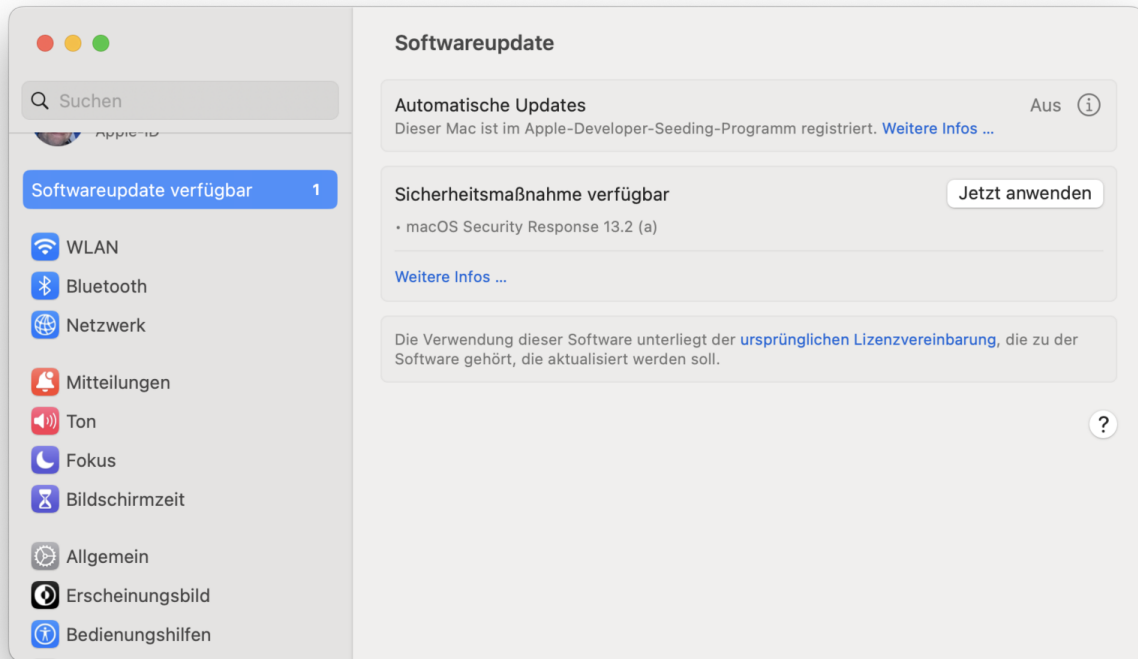 Softwareupdate
Suchen
Apple-ID
Softwareupdate verfügbar 1
WLAN
Bluetooth
Netzwerk
Mitteilungen
Ton
Fokus
Bildschirmzeit
Allgemein
Erscheinungsbild
Bedienungshilfen
Automatische Updates Aus
Dieser Mac ist im Apple-Developer-Seeding-Programm registriert. Weitere Infos ...
Sicherheitsmaßnahme verfügbar Jetzt anwenden
• macOS Security Response 13.2 (a)
Weitere Infos ...
Die Verwendung dieser Software unterliegt der ursprünglichen Lizenzvereinbarung, die zu der
Software gehört, die aktualisiert werden soll.
?